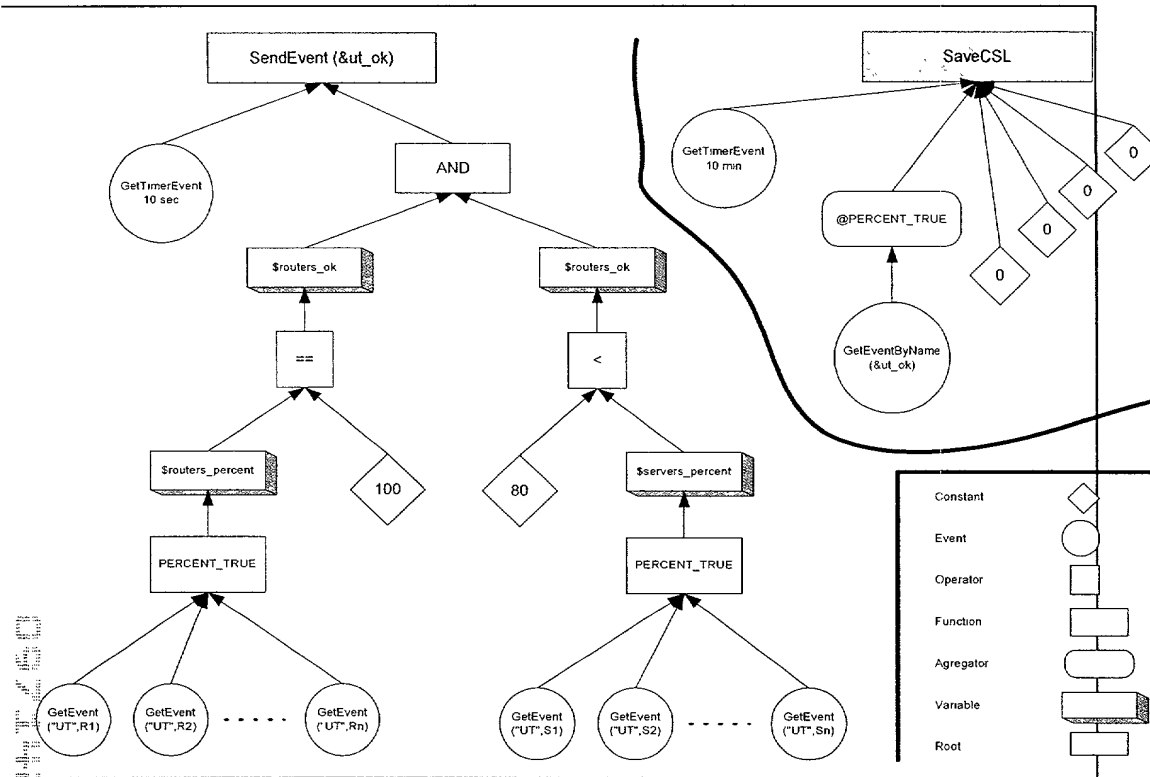 SendEvent (&ut_ok)
SaveCSL
GetTimerEvent
10 sec
AND
GetTimerEvent
10 min
@PERCENT_TRUE
0
0
0
0
$routers_ok
$routers_ok
==
<
GetEventByName
(&ut_ok)
$routers_percent
100
80
$servers_percent
PERCENT_TRUE
PERCENT_TRUE
GetEvent
("UT",R1)
GetEvent
("UT",R2)
GetEvent
("UT",Rn)
GetEvent
("UT",S1)
GetEvent
("UT",S2)
GetEvent
("UT",Sn)
Constant
Event
Operator
Function
Agregator
Variable
Root